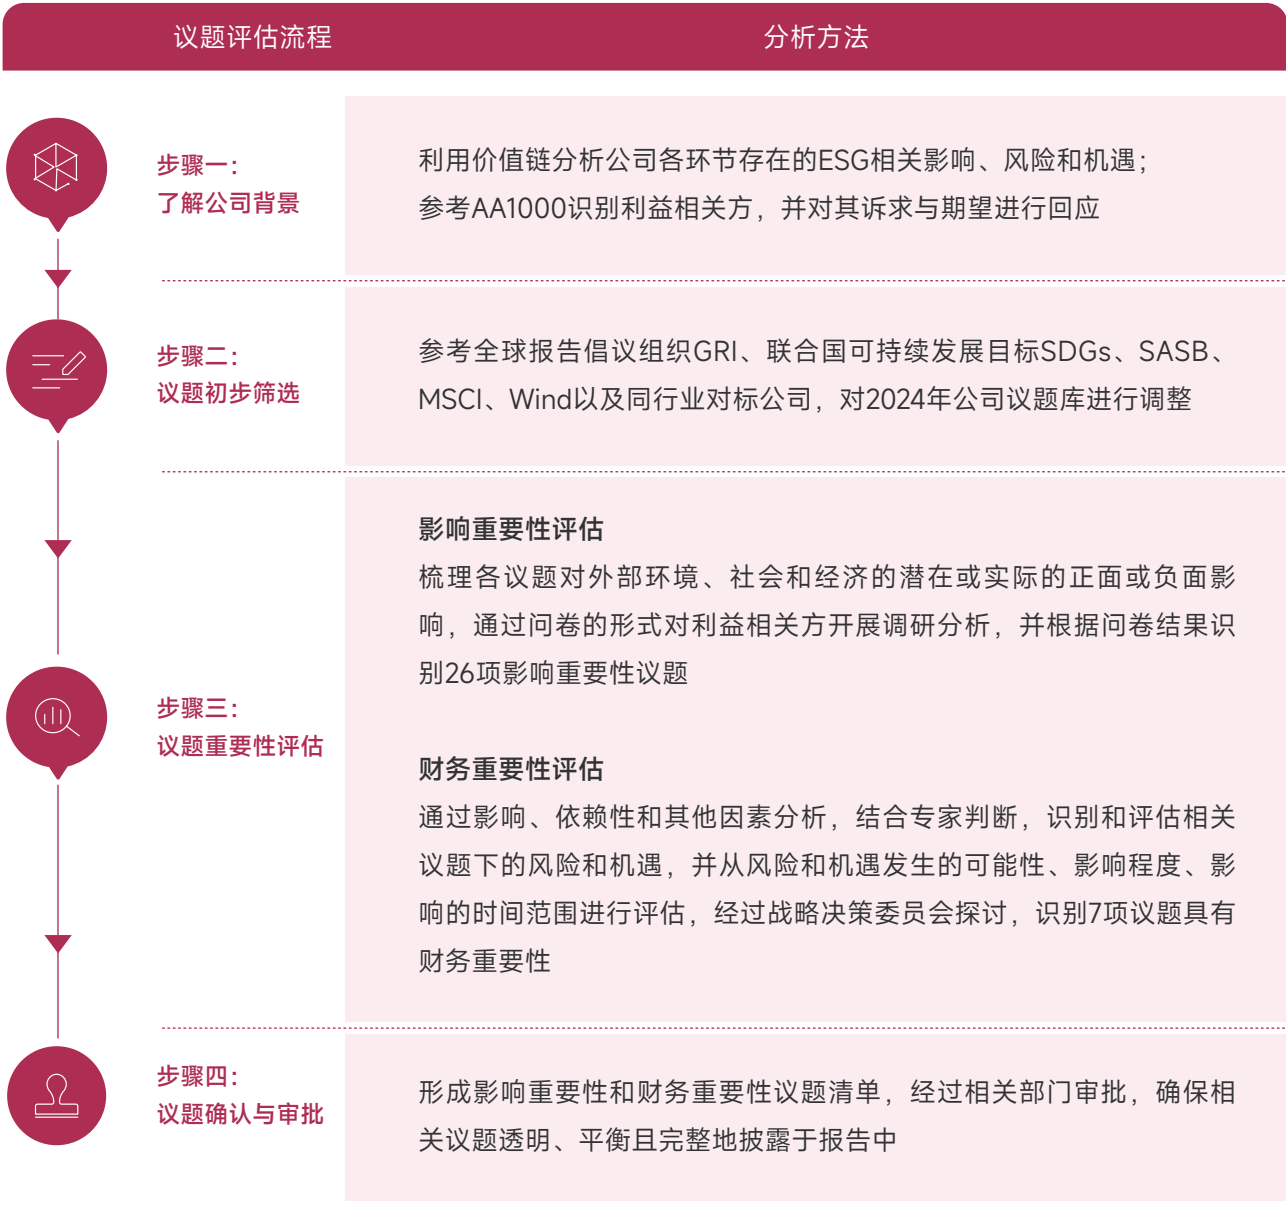 议题评估流程
分析方法
步骤一：
了解公司背景
利用价值链分析公司各环节存在的ESG相关影响、风险和机遇；
参考AA1000识别利益相关方，并对其诉求与期望进行回应
步骤二：
议题初步筛选
参考全球报告倡议组织GRI、联合国可持续发展目标SDGs、SASB、
MSCI、Wind以及同行业对标公司，对2024年公司议题库进行调整
步骤三：
议题重要性评估
影响重要性评估
梳理各议题对外部环境、社会和经济的潜在或实际的正面或负面影
响，通过问卷的形式对利益相关方开展调研分析，并根据问卷结果识
别26项影响重要性议题
财务重要性评估
通过影响、依赖性和其他因素分析，结合专家判断，识别和评估相关
议题下的风险和机遇，并从风险和机遇发生的可能性、影响程度、影
响的时间范围进行评估，经过战略决策委员会探讨，识别7项议题具有
财务重要性
步骤四：
议题确认与审批
形成影响重要性和财务重要性议题清单，经过相关部门审批，确保相
关议题透明、平衡且完整地披露于报告中